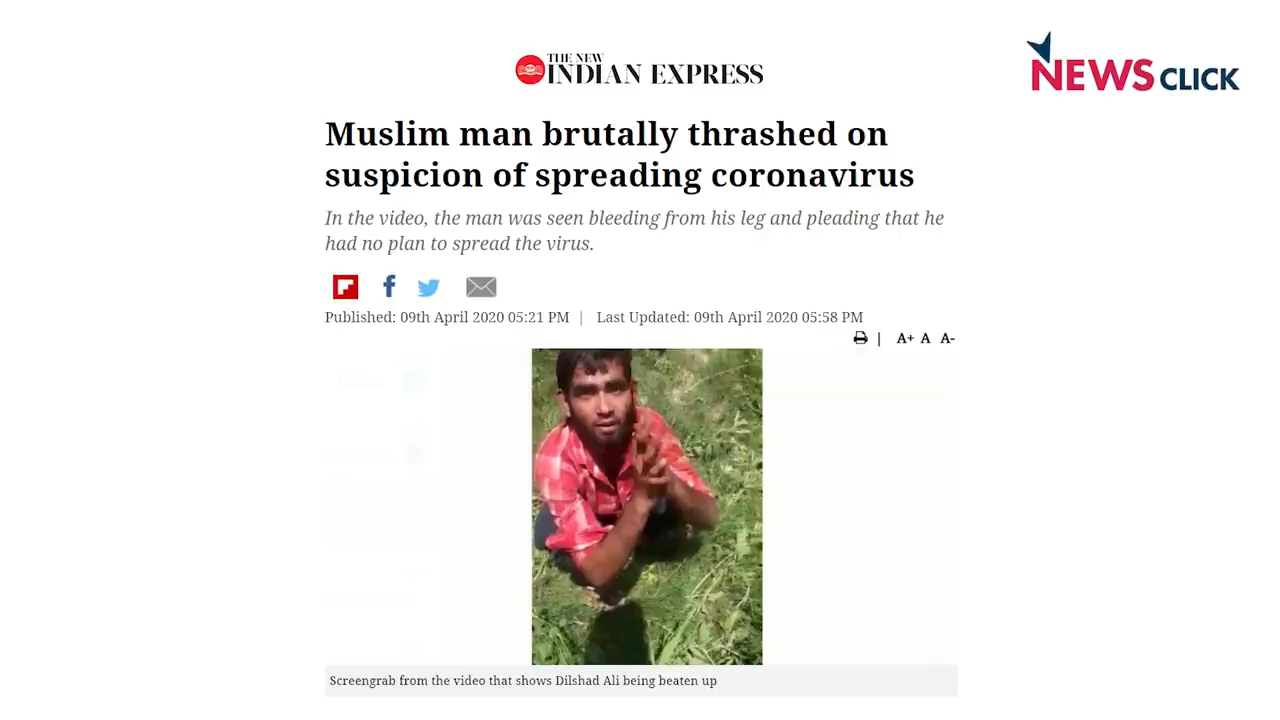 THE NEW
INDIAN EXPRESS
NEWS CLICK
Muslim man brutally thrashed on
suspicion of spreading coronavirus
In the video, the man was seen bleeding from his leg and pleading that he
had no plan to spread the virus.
Published: 09th April 2020 05:21 PM | Last Updated: 09th April 2020 05:58 PM
| A+ A A-
Screengrab from the video that shows Dilshad Ali being beaten up